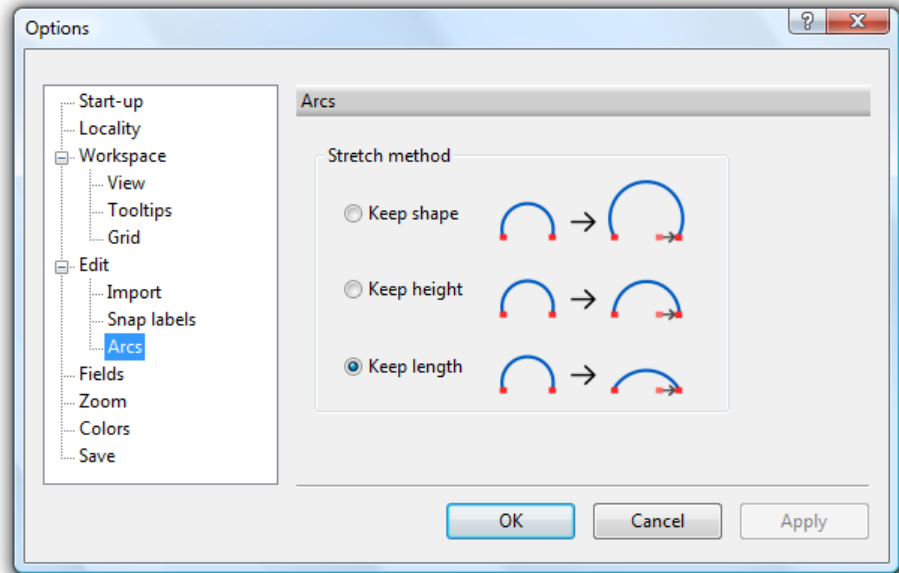 Options
Start-up
Locality
Workspace
View
Tooltips
Grid
Edit
Import
Snap labels
Arcs
Fields
Zoom
Colors
Save
Arcs
Stretch method
Keep shape
Keep height
Keep length
OK
Cancel
Apply